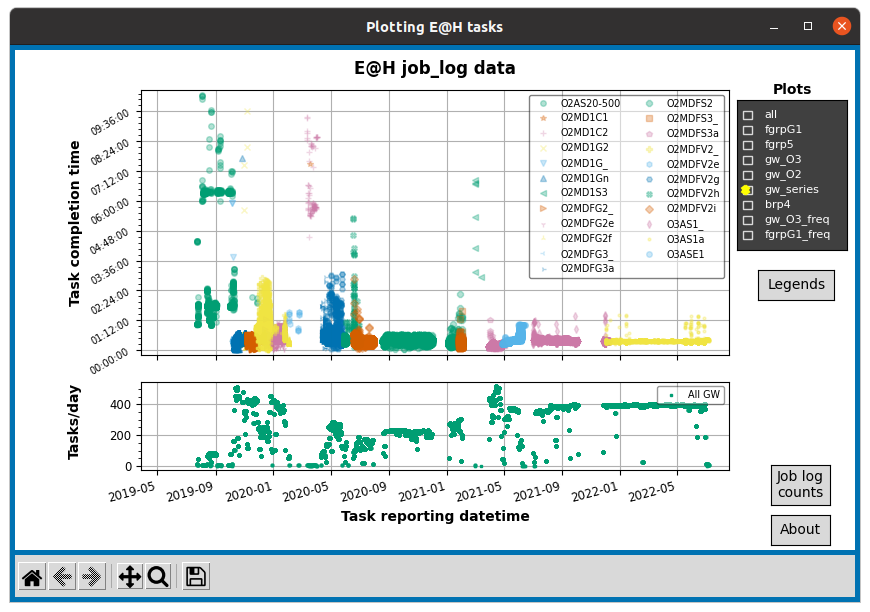 Plotting E@H tasks
E@H job_log data
Task completion time
09:36:00
08:24:00
07:12:00
06:00:00
04:48:00
03:36:00
02:24:00
01:12:00
00:00:00
O2AS20-500
O2MD1C1
O2MD1C2
O2MD1G2
O2MD1G_
O2MD1Gn
O2MD1S3
O2MDFG2_
O2MDFG2e
O2MDFG2f
O2MDFG3_
O2MDFG3a
O2MDFS2
O2MDFS3_
O2MDFS3a
O2MDFV2_
O2MDFV2e
O2MDFV2g
O2MDFV2h
O2MDFV2i
O3AS1_
O3AS1a
O3ASE1
Plots
all
fgrpG1
fgrp5
gw_O3
gw_O2
gw_series
brp4
gw_O3_freq
fgrpG1_freq
Legends
Tasks/day
400
200
0
All GW
2019-05
2019-09
2020-01
2020-05
2020-09
2021-01
2021-05
2021-09
2022-01
2022-05
Task reporting datetime
Job log
counts
About